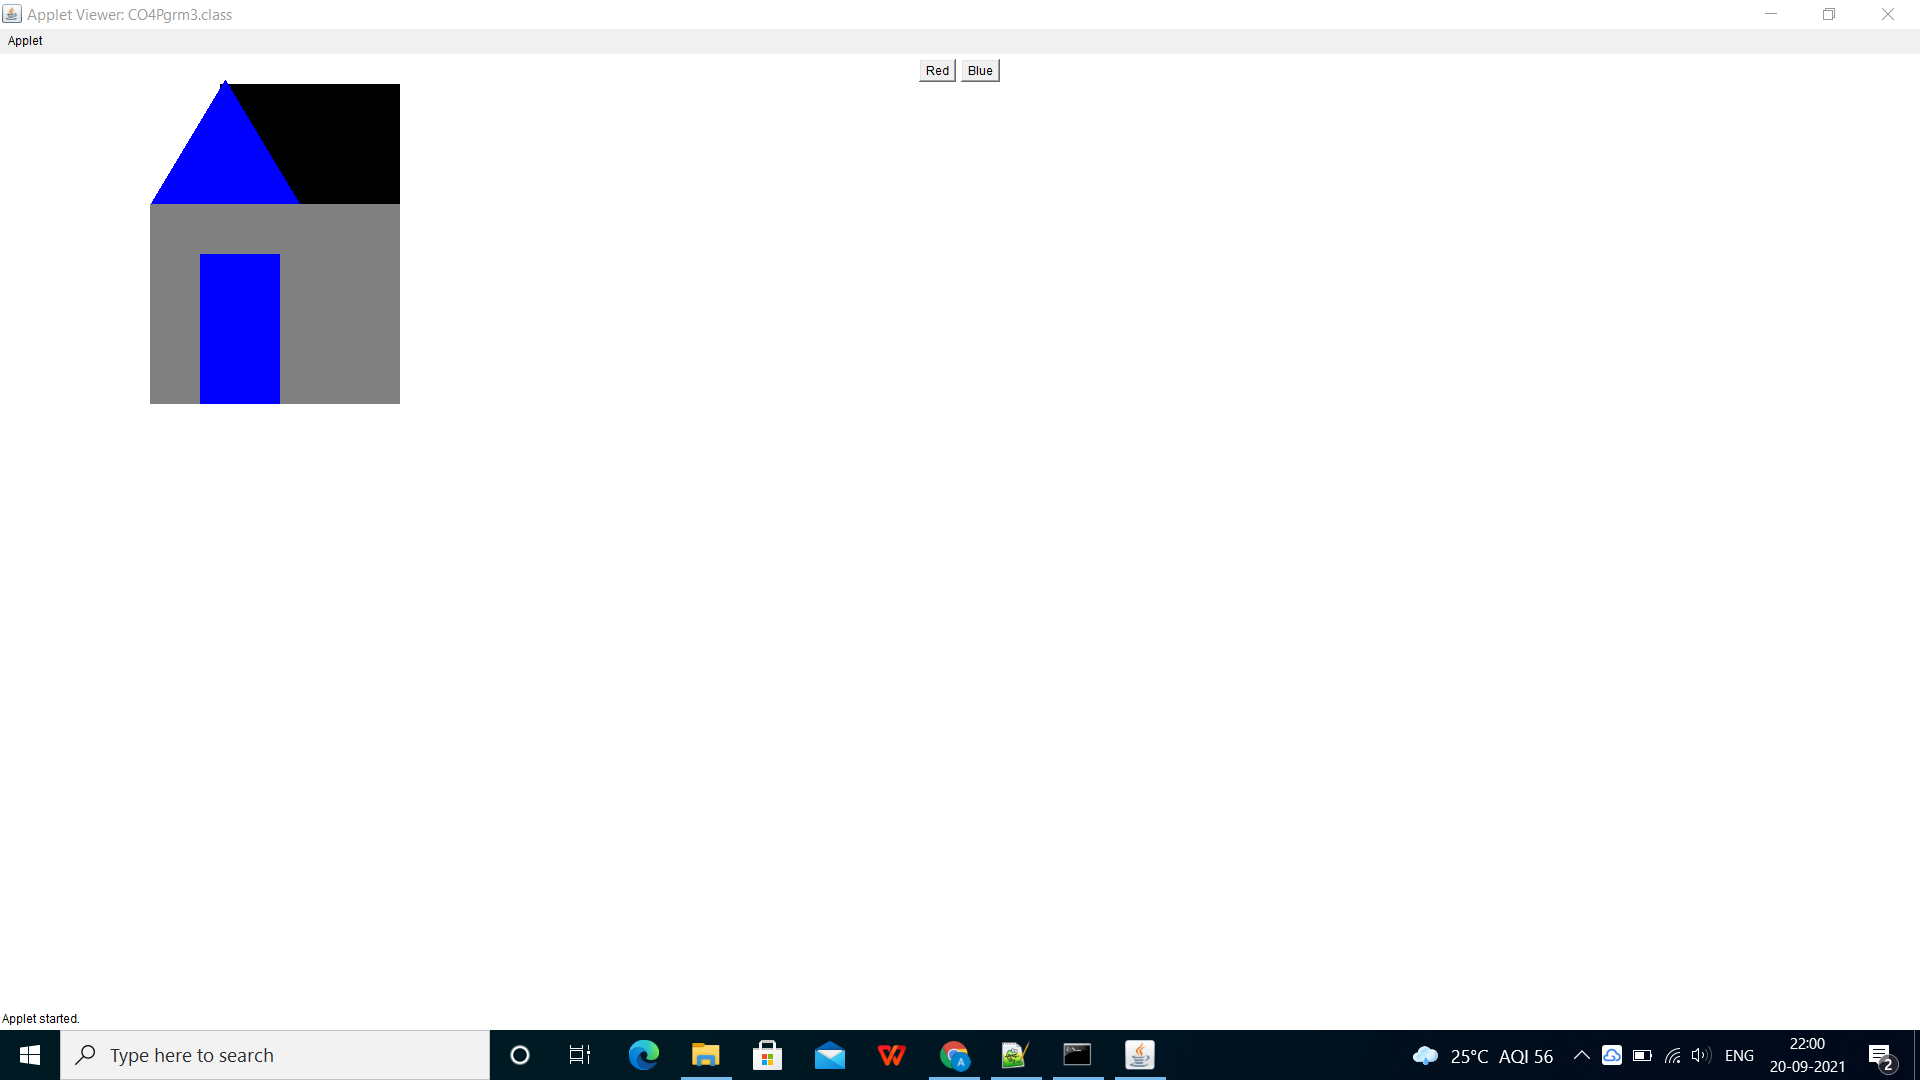 Applet Viewer: CO4Pgrm3.class
Applet
Red Blue
Applet started.
Type here to search
25°C AQI 56
ENG
22:00
20-09-2021
2